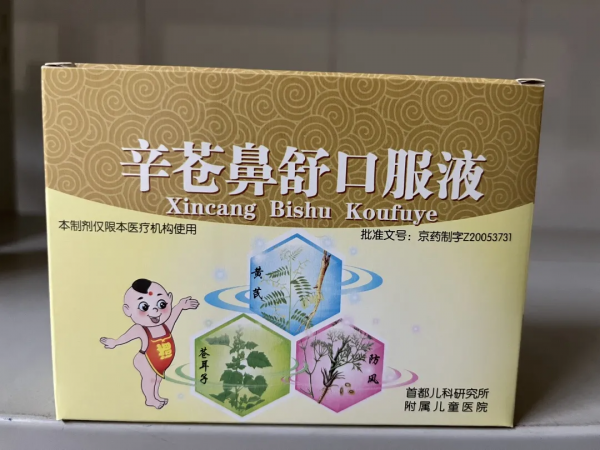 辛苍鼻舒口服液
Xincang Bishu Koufuye
本制剂仅限本医疗机构使用
批准文号：京药制字Z20053731
黄芪
苍耳子
防风
首都儿科研究所
附属儿童医院